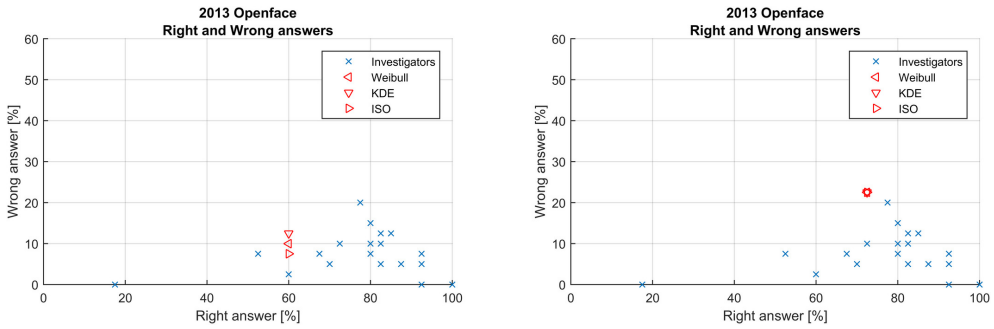 2013 Openface
Right and Wrong answers
60
50
40
30
20
10
0
Wrong answer [%]
Investigators
Weibull
KDE
ISO
0 20 40 60 80 100
Right answer [%]
2013 Openface
Right and Wrong answers
60
50
40
30
20
10
0
Wrong answer [%]
Investigators
Weibull
KDE
ISO
0 20 40 60 80 100
Right answer [%]